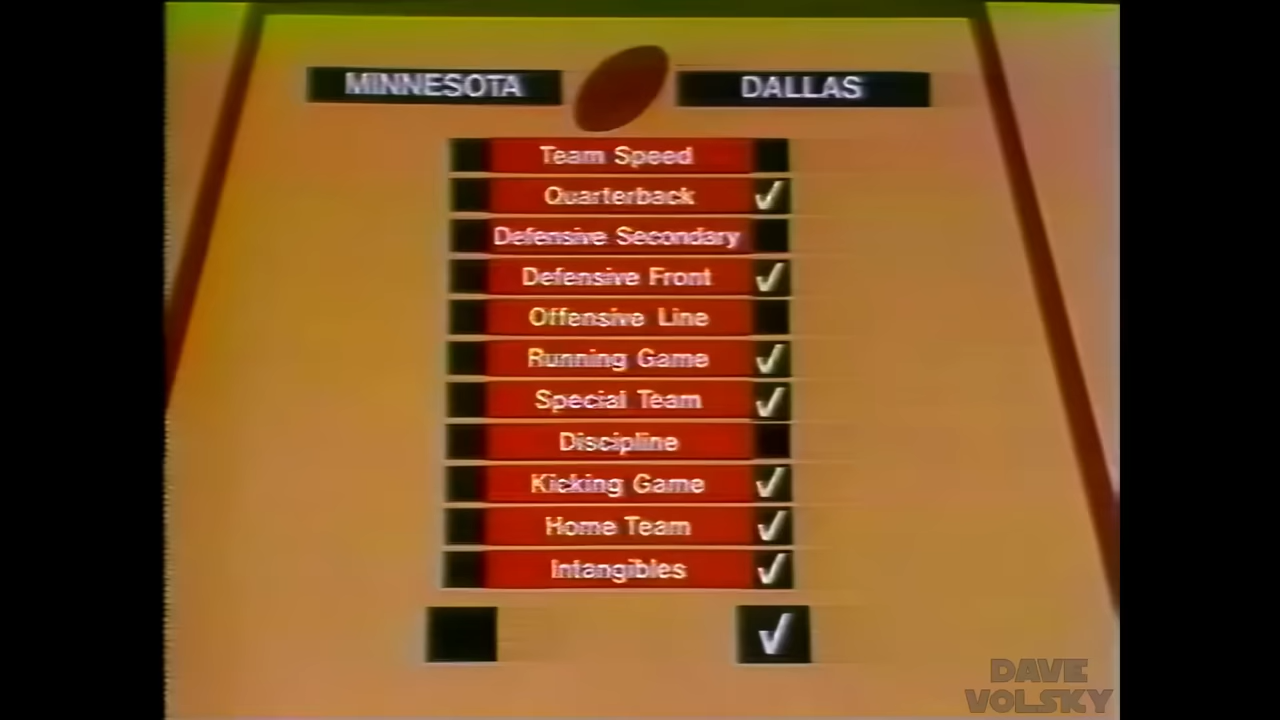 MINNESOTA DALLAS
Team Speed
Quarterback ✓
Defensive Secondary
Defensive Front ✓
Offensive Line
Running Game ✓
Special Team ✓
Discipline
Kicking Game ✓
Home Team ✓
Intangibles ✓
✓
DAVE
VOLSKY